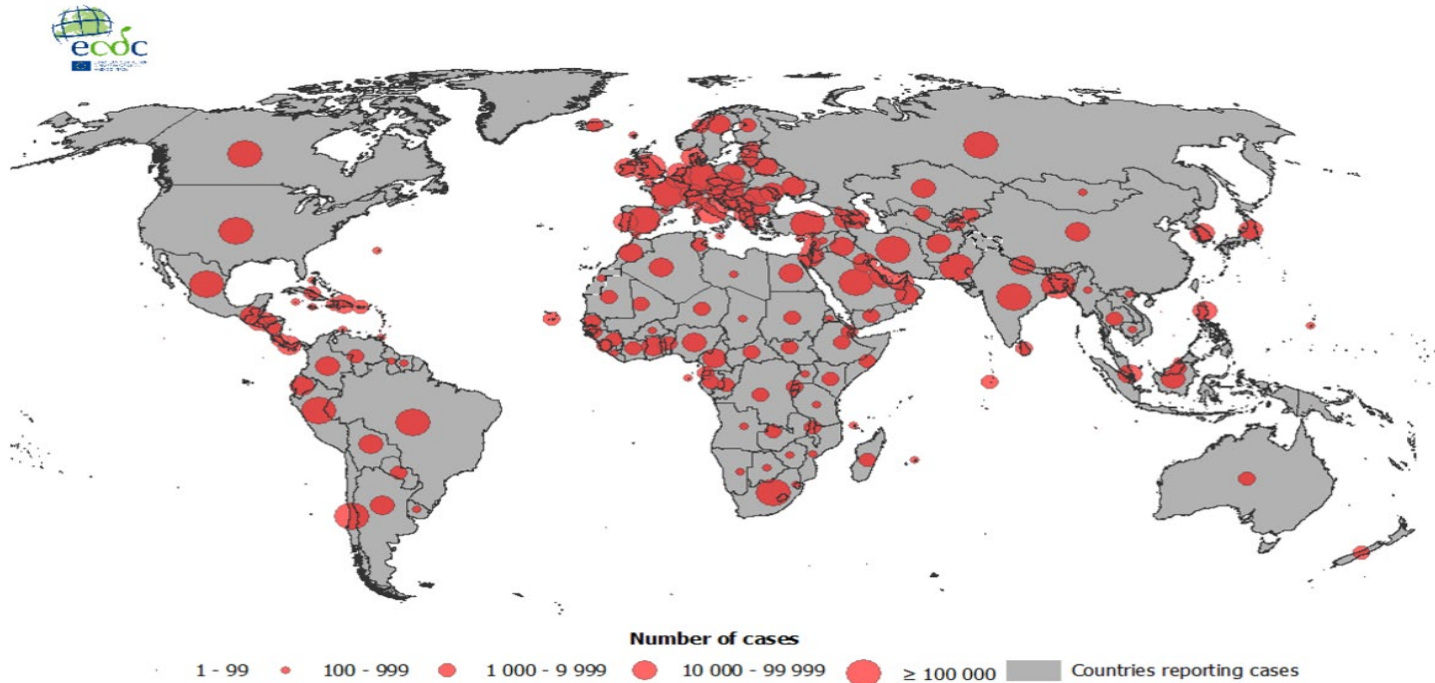 ecdc
Number of cases
1 - 99
100 - 999
1 000 - 9 999
10 000 - 99 999
≥ 100 000
Countries reporting cases